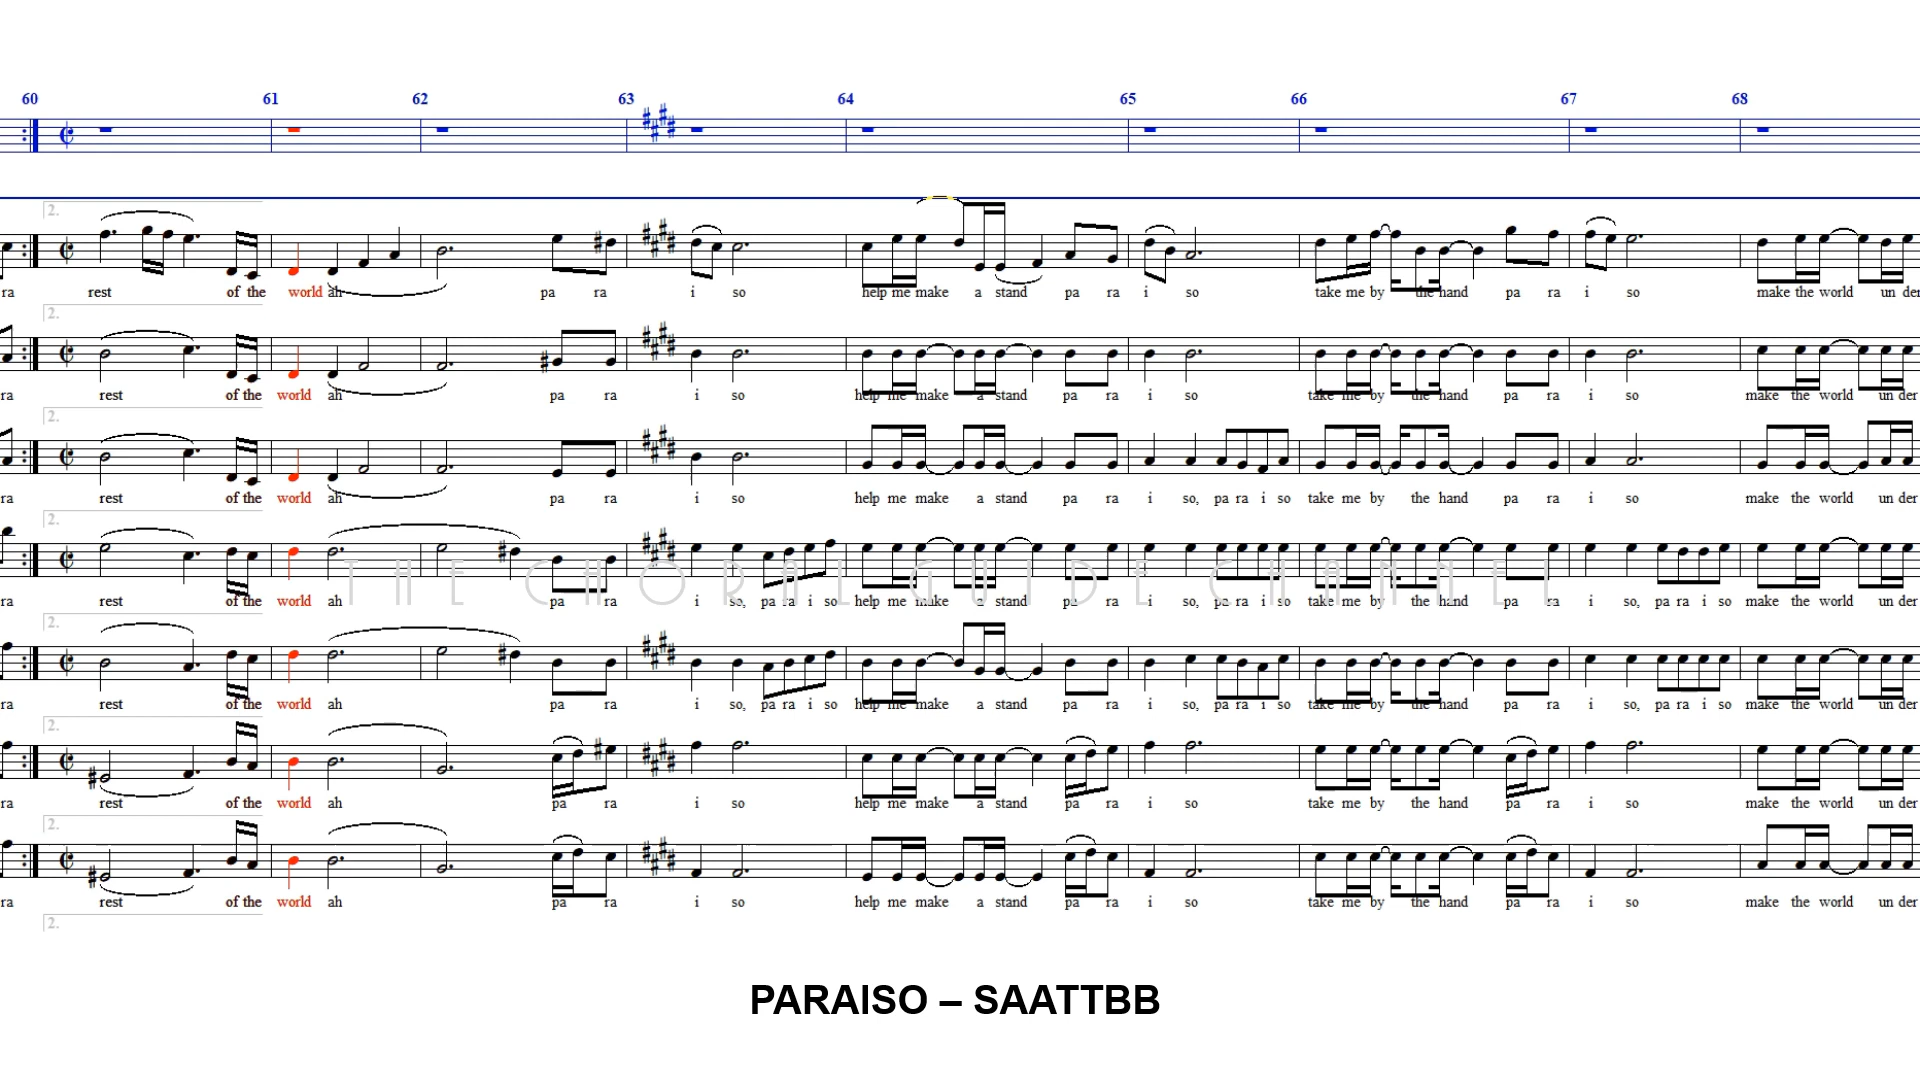 60 61 62 63 64 65 66 67 68
2.
ra rest of the world ah pa ra i so help me make a stand pa ra i so take me by the hand pa ra i so make the world un der
2.
ra rest of the world ah pa ra i so help me make a stand pa ra i so take me by the hand pa ra i so make the world un der
2.
ra rest of the world ah pa ra i so help me make a stand pa ra i so, pa ra i so take me by the hand pa ra i so make the world un der
2.
THE CHORAL GUIDE CHANNEL
ra rest of the world ah pa ra i so, pa ra i so help me make a stand pa ra i so, pa ra i so take me by the hand pa ra i so, pa ra i so make the world un der
2.
ra rest of the world ah pa ra i so, pa ra i so help me make a stand pa ra i so, pa ra i so take me by the hand pa ra i so, pa ra i so make the world un der
2.
ra rest of the world ah pa ra i so help me make a stand pa ra i so take me by the hand pa ra i so make the world un der
2.
ra rest of the world ah pa ra i so help me make a stand pa ra i so take me by the hand pa ra i so make the world un der
2.
PARAISO – SAATTBB